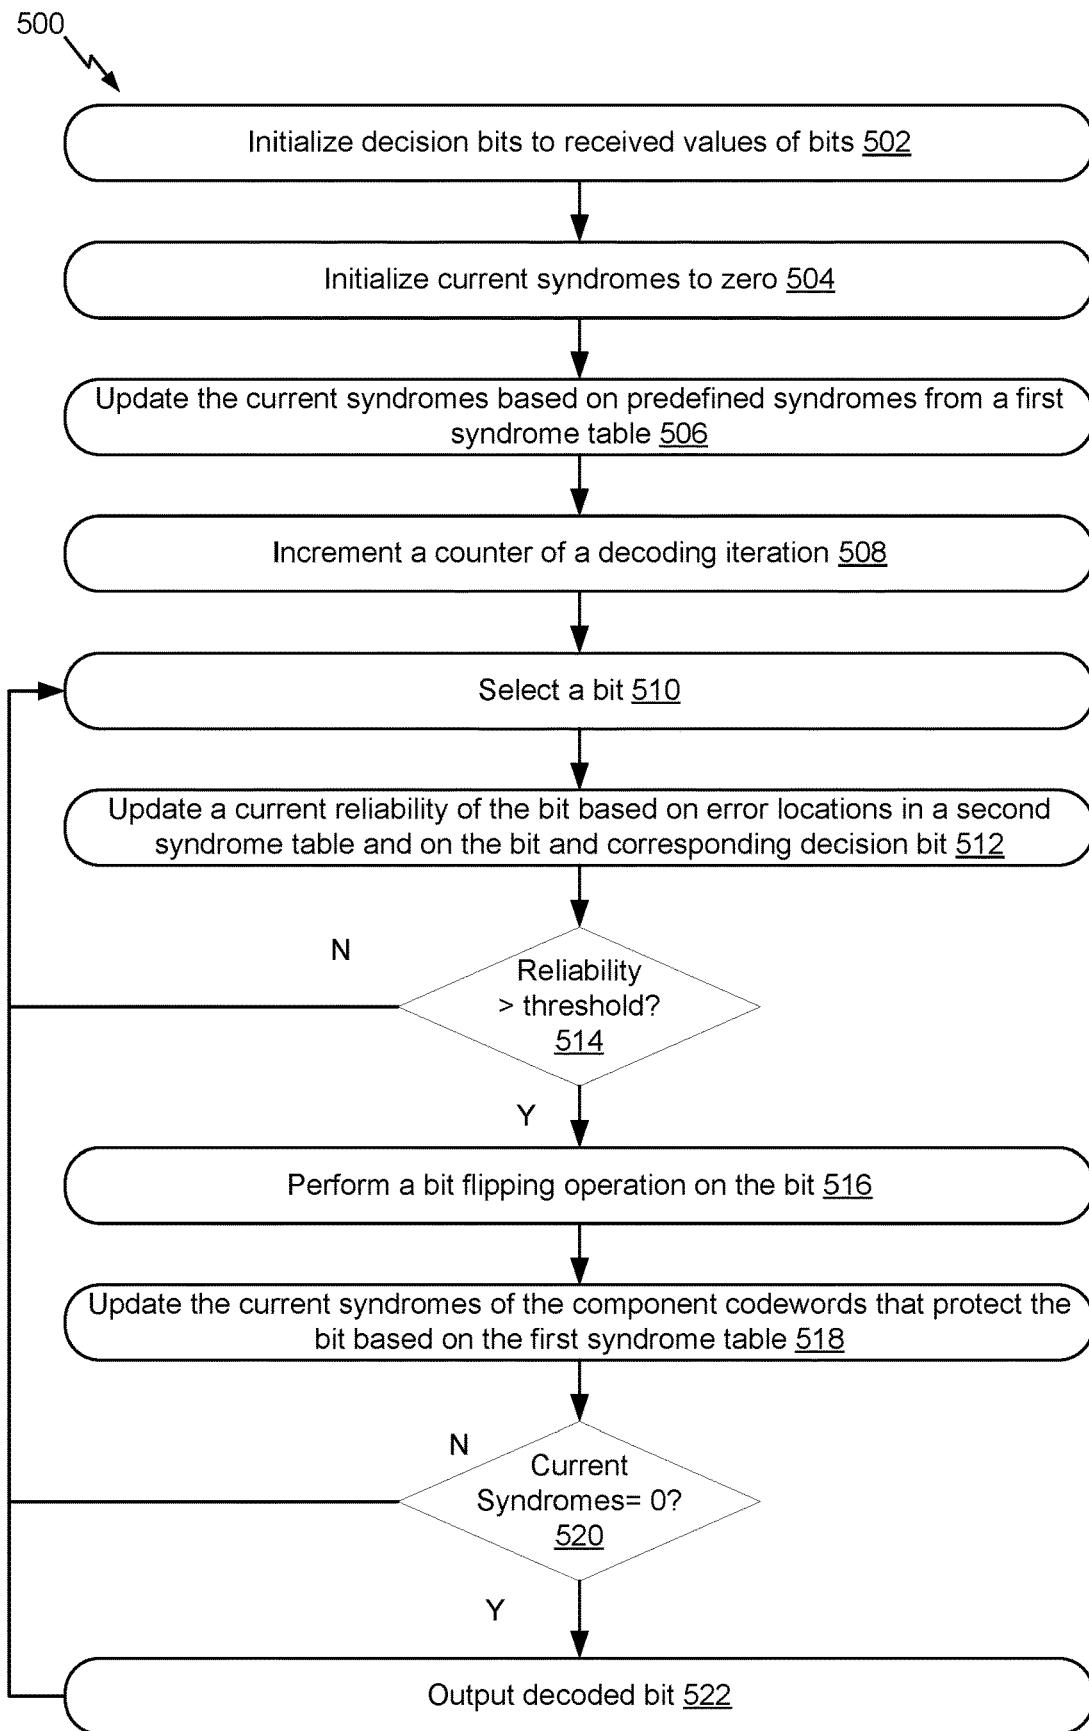 500
Initialize decision bits to received values of bits 502
Initialize current syndromes to zero 504
Update the current syndromes based on predefined syndromes from a first
syndrome table 506
Increment a counter of a decoding iteration 508
Select a bit 510
Update a current reliability of the bit based on error locations in a second
syndrome table and on the bit and corresponding decision bit 512
N
Reliability
> threshold?
514
Y
Perform a bit flipping operation on the bit 516
Update the current syndromes of the component codewords that protect the
bit based on the first syndrome table 518
N
Current
Syndromes= 0?
520
Y
Output decoded bit 522